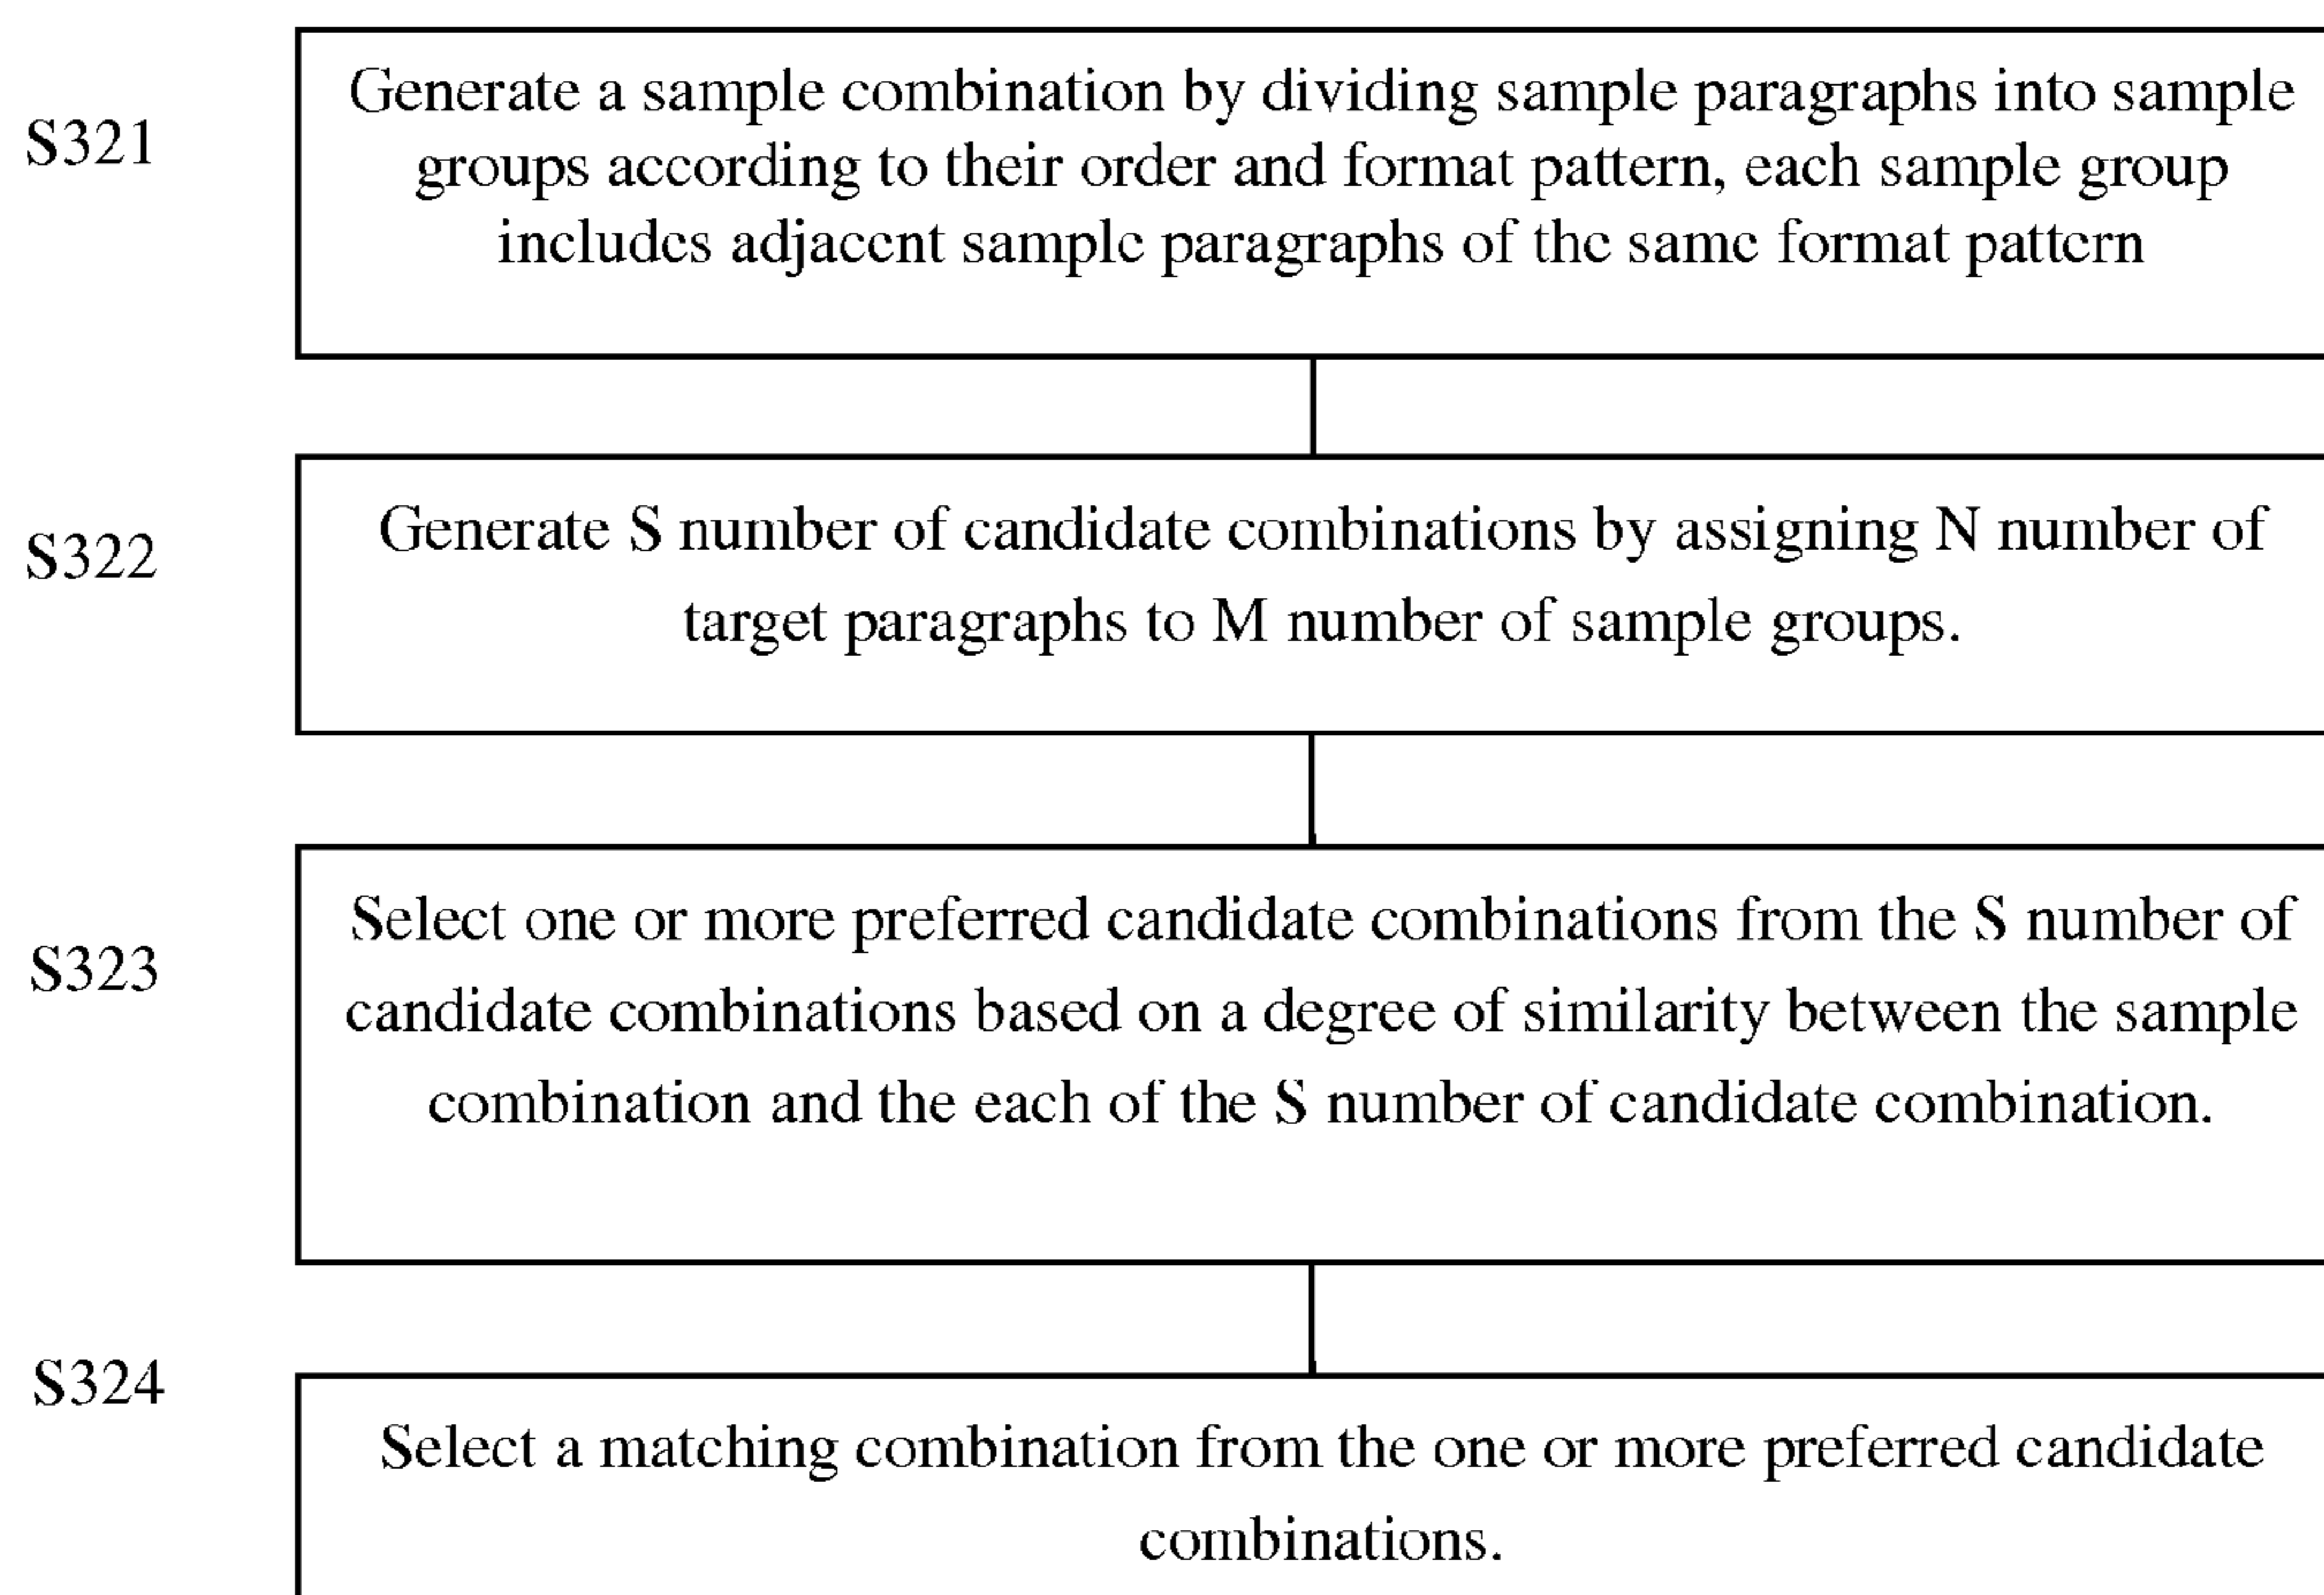 S321
Generate a sample combination by dividing sample paragraphs into sample
groups according to their order and format pattern, each sample group
includes adjacent sample paragraphs of the same format pattern
S322
Generate S number of candidate combinations by assigning N number of
target paragraphs to M number of sample groups.
S323
Select one or more preferred candidate combinations from the S number of
candidate combinations based on a degree of similarity between the sample
combination and the each of the S number of candidate combination.
S324
Select a matching combination from the one or more preferred candidate
combinations.